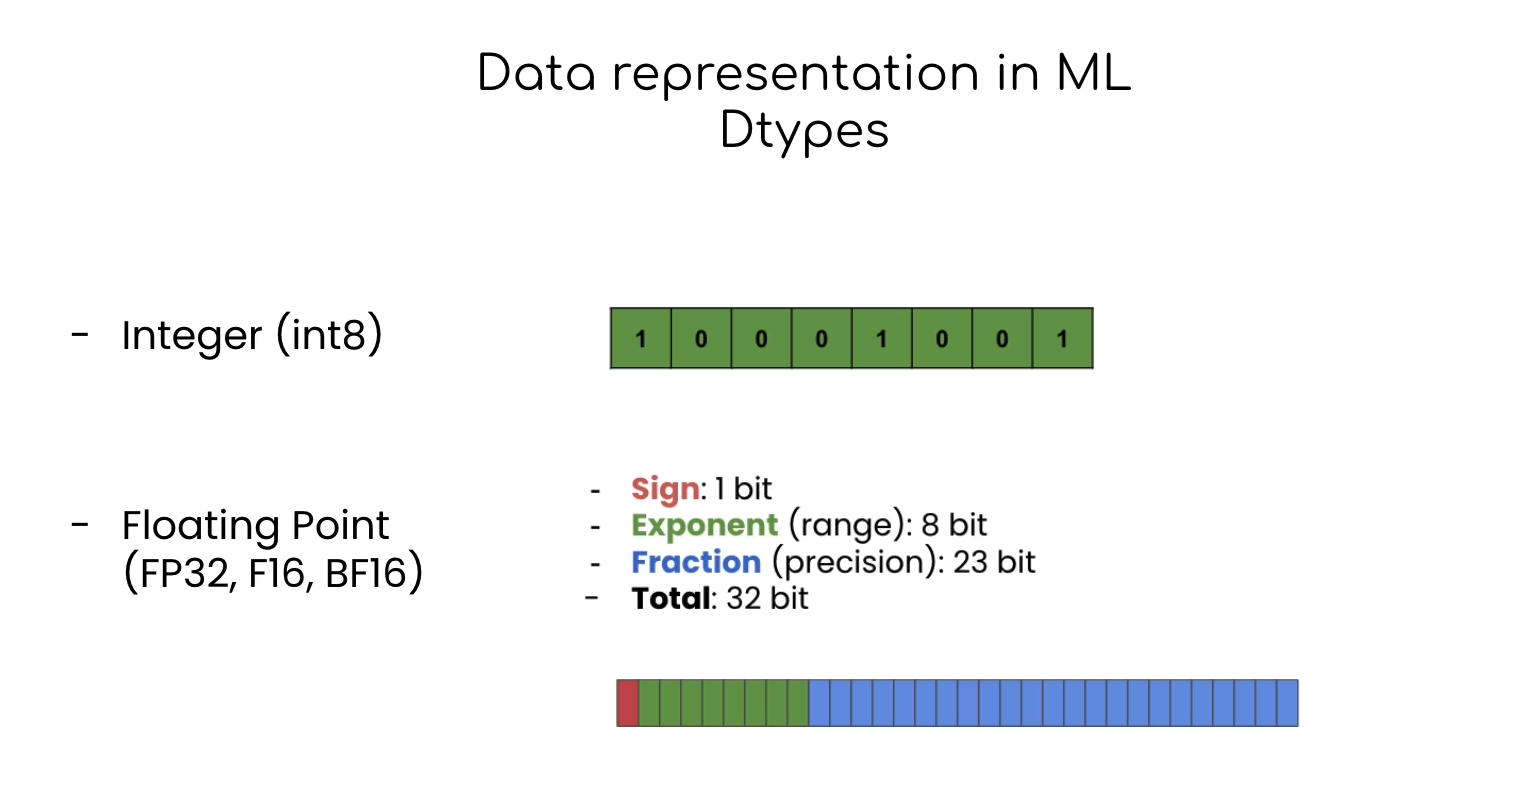 Data representation in ML
Dtypes
- Integer (int8)
1 0 0 0 1 0 0 1
- Floating Point
(FP32, F16, BF16)
- Sign: 1 bit
- Exponent (range): 8 bit
- Fraction (precision): 23 bit
- Total: 32 bit